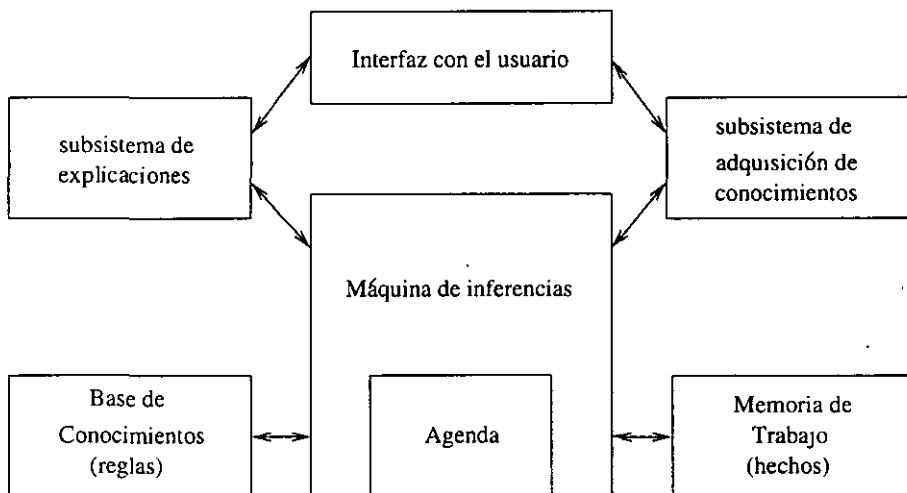 Interfaz con el usuario
subsistema de
explicaciones
subsistema de
adquisición de
conocimientos
Máquina de inferencias
Base de
Conocimientos
(reglas)
Agenda
Memoria de
Trabajo
(hechos)